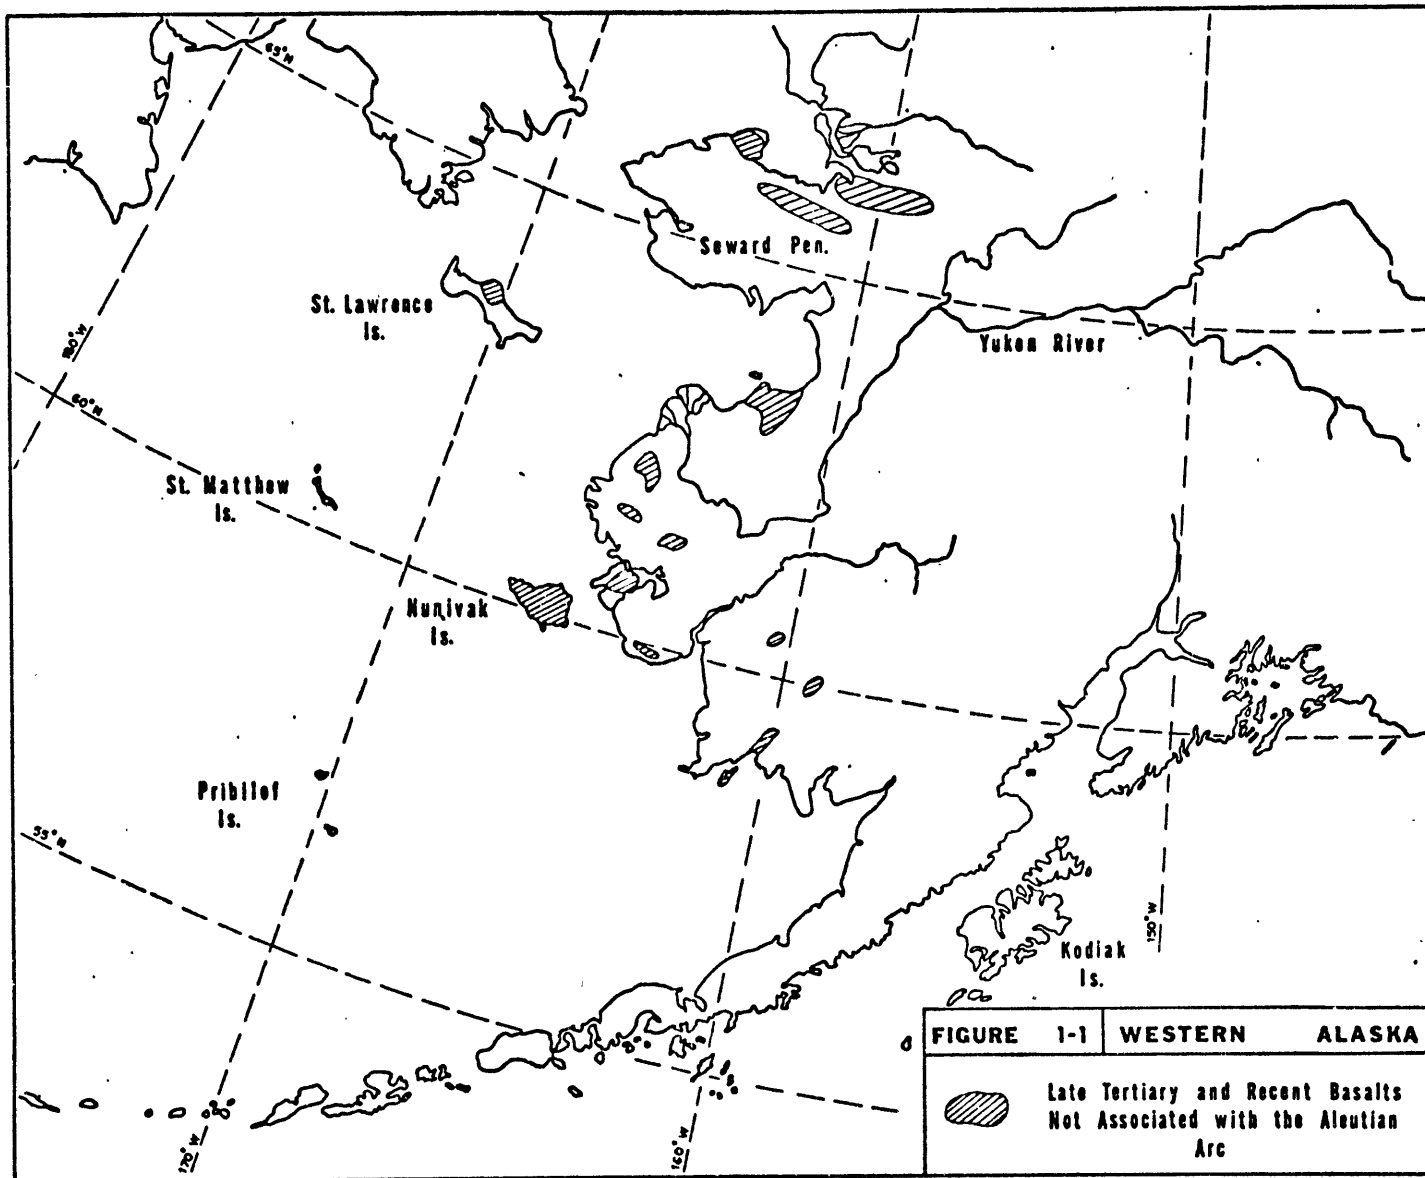 65°N
Seward Pen.
St. Lawrence
Is.
180°W
Yukon River
60°N
St. Matthew
Is.
Nunivak
Is.
Pribilof
Is.
55°N
150°W
Kodiak
Is.
170°W
160°W
FIGURE 1-1 WESTERN ALASKA
Late Tertiary and Recent Basalts
Not Associated with the Aleutian
Arc